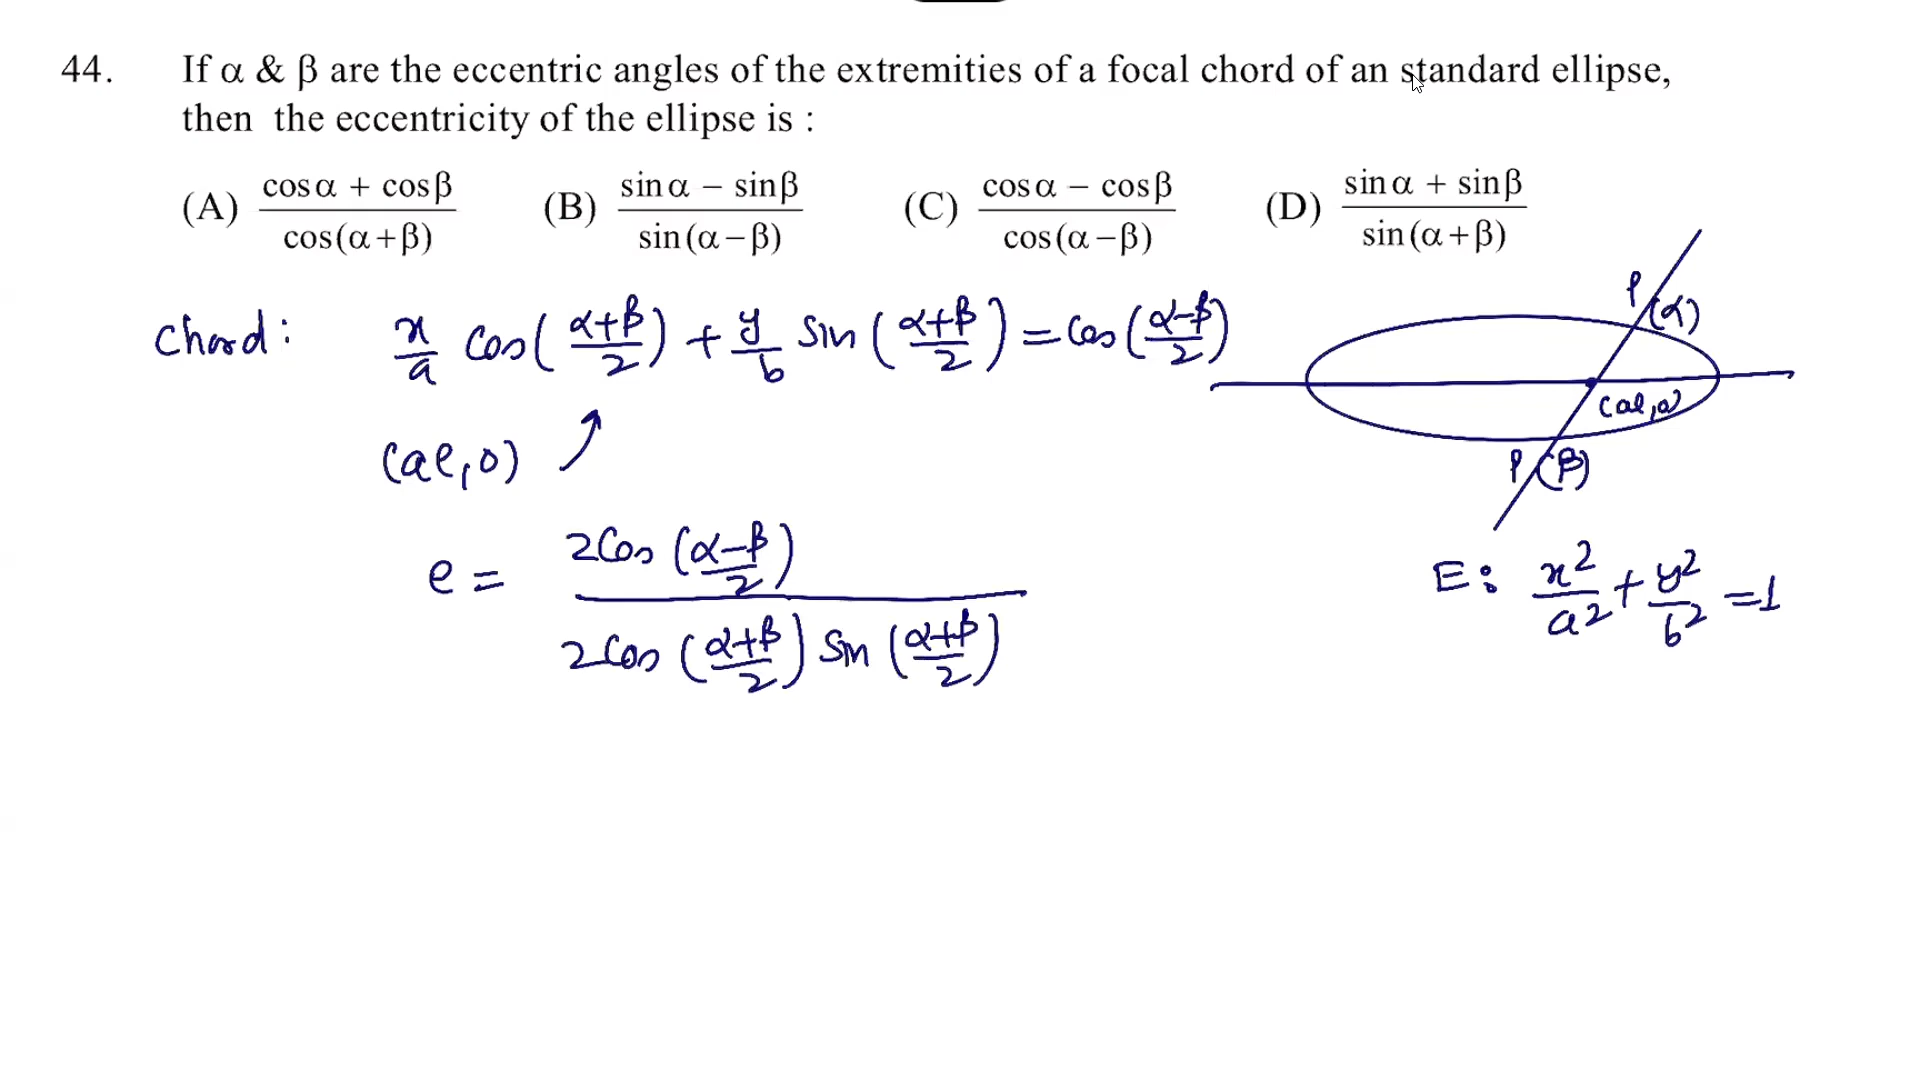 44. If α & β are the eccentric angles of the extremities of a focal chord of an standard ellipse,
then the eccentricity of the ellipse is :
(A) (cosα + cosβ)/(cos(α+β)) (B) (sinα − sinβ)/(sin(α−β)) (C) (cosα − cosβ)/(cos(α−β)) (D) (sinα + sinβ)/(sin(α+β))
Chord: x/a Cos((α+β)/2) + y/b Sin((α+β)/2) = Cos((α-β)/2)
P(α)
(ae,0)
P(β)
(ae,0)
e = 2Cos((α-β)/2) / 2Cos((α+β)/2) Sin((α+β)/2)
E: x²/a² + y²/b² = 1